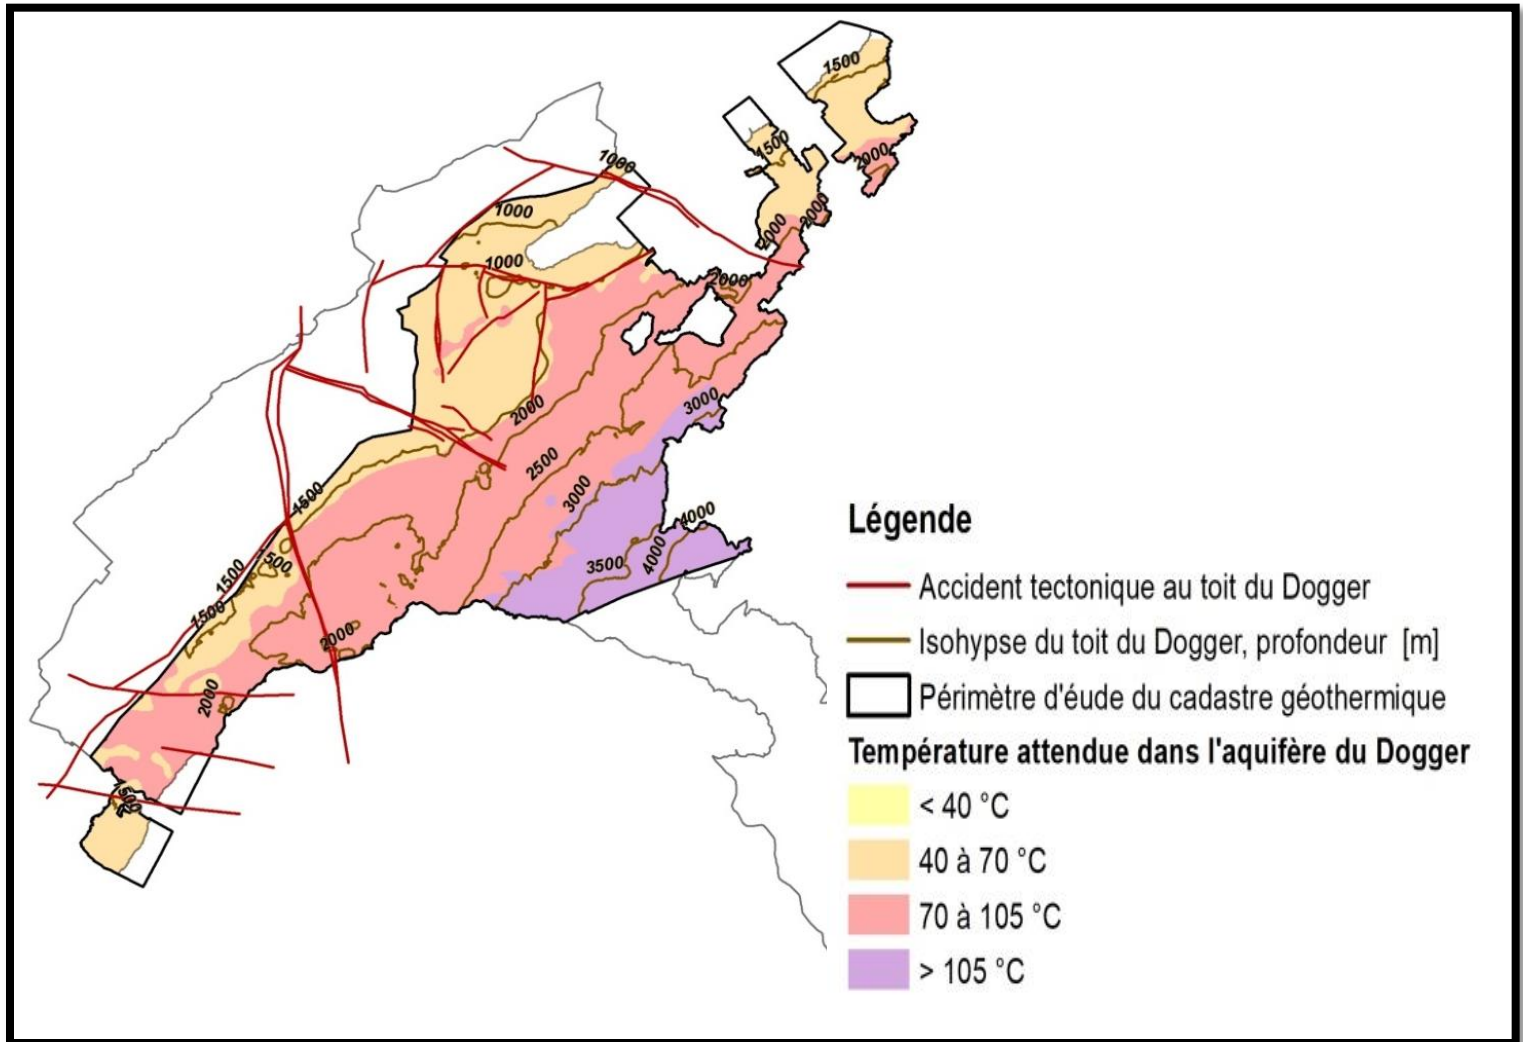 1500
1500
2000
1000
1000
2000
2000
1000
2000
3000
2000
2500
1500
3000
4000
500
1500
3500
4000
1500
2000
2000
Légende
Accident tectonique au toit du Dogger
Isohypse du toit du Dogger, profondeur [m]
Périmètre d'éude du cadastre géothermique
Température attendue dans l'aquifère du Dogger
< 40 °C
40 à 70 °C
70 à 105 °C
> 105 °C